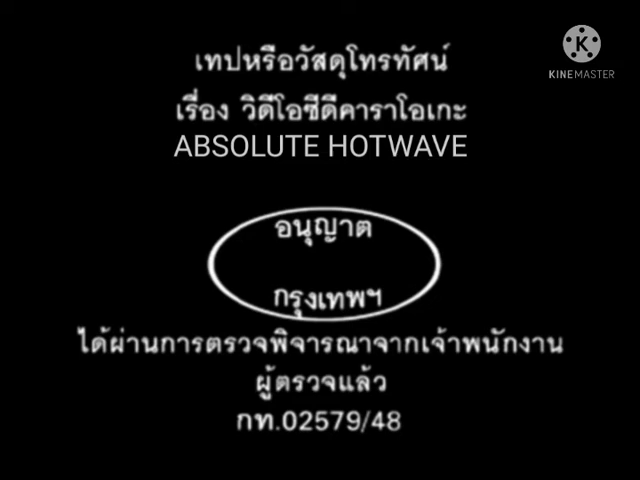 เทปหรือวัสดุโทรทัศน์
KINEMASTER
เรื่อง วิดีโอซีดีคาราโอเกะ
ABSOLUTE HOTWAVE
อนุญาต
กรุงเทพฯ
ได้ผ่านการตรวจพิจารณาจากเจ้าพนักงาน
ผู้ตรวจแล้ว
กท.02579/48